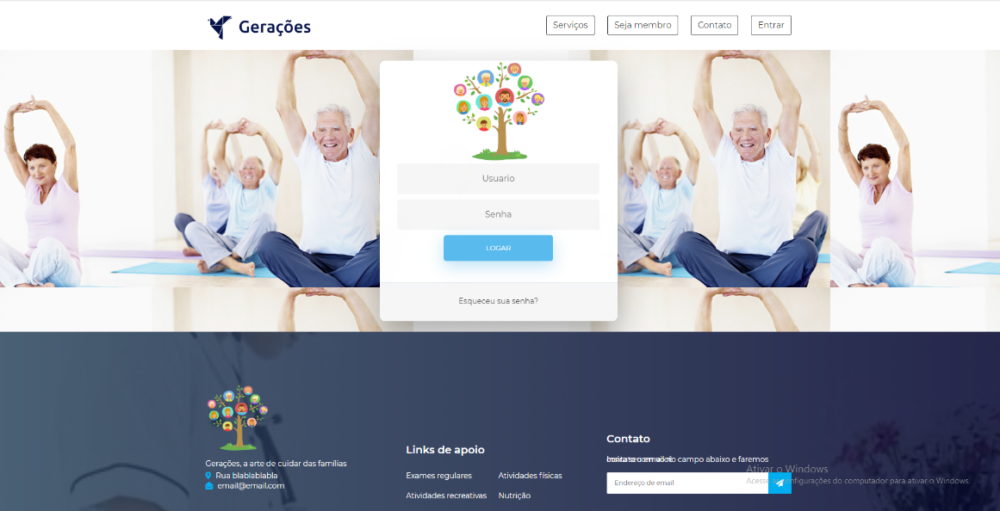 Gerações
Serviços
Seja membro
Contato
Entrar
Usuario
Senha
LOGAR
Esqueceu sua senha?
Gerações, a arte de cuidar das famílias
Rua blablablabla
email@email.com
Links de apoio
Exames regulares
Atividades físicas
Atividades recreativas
Nutrição
Contato
campo abaixo e faremos
Endereço de email
Ativar o Windows
Acesse as configurações do computador para ativar o Windows.